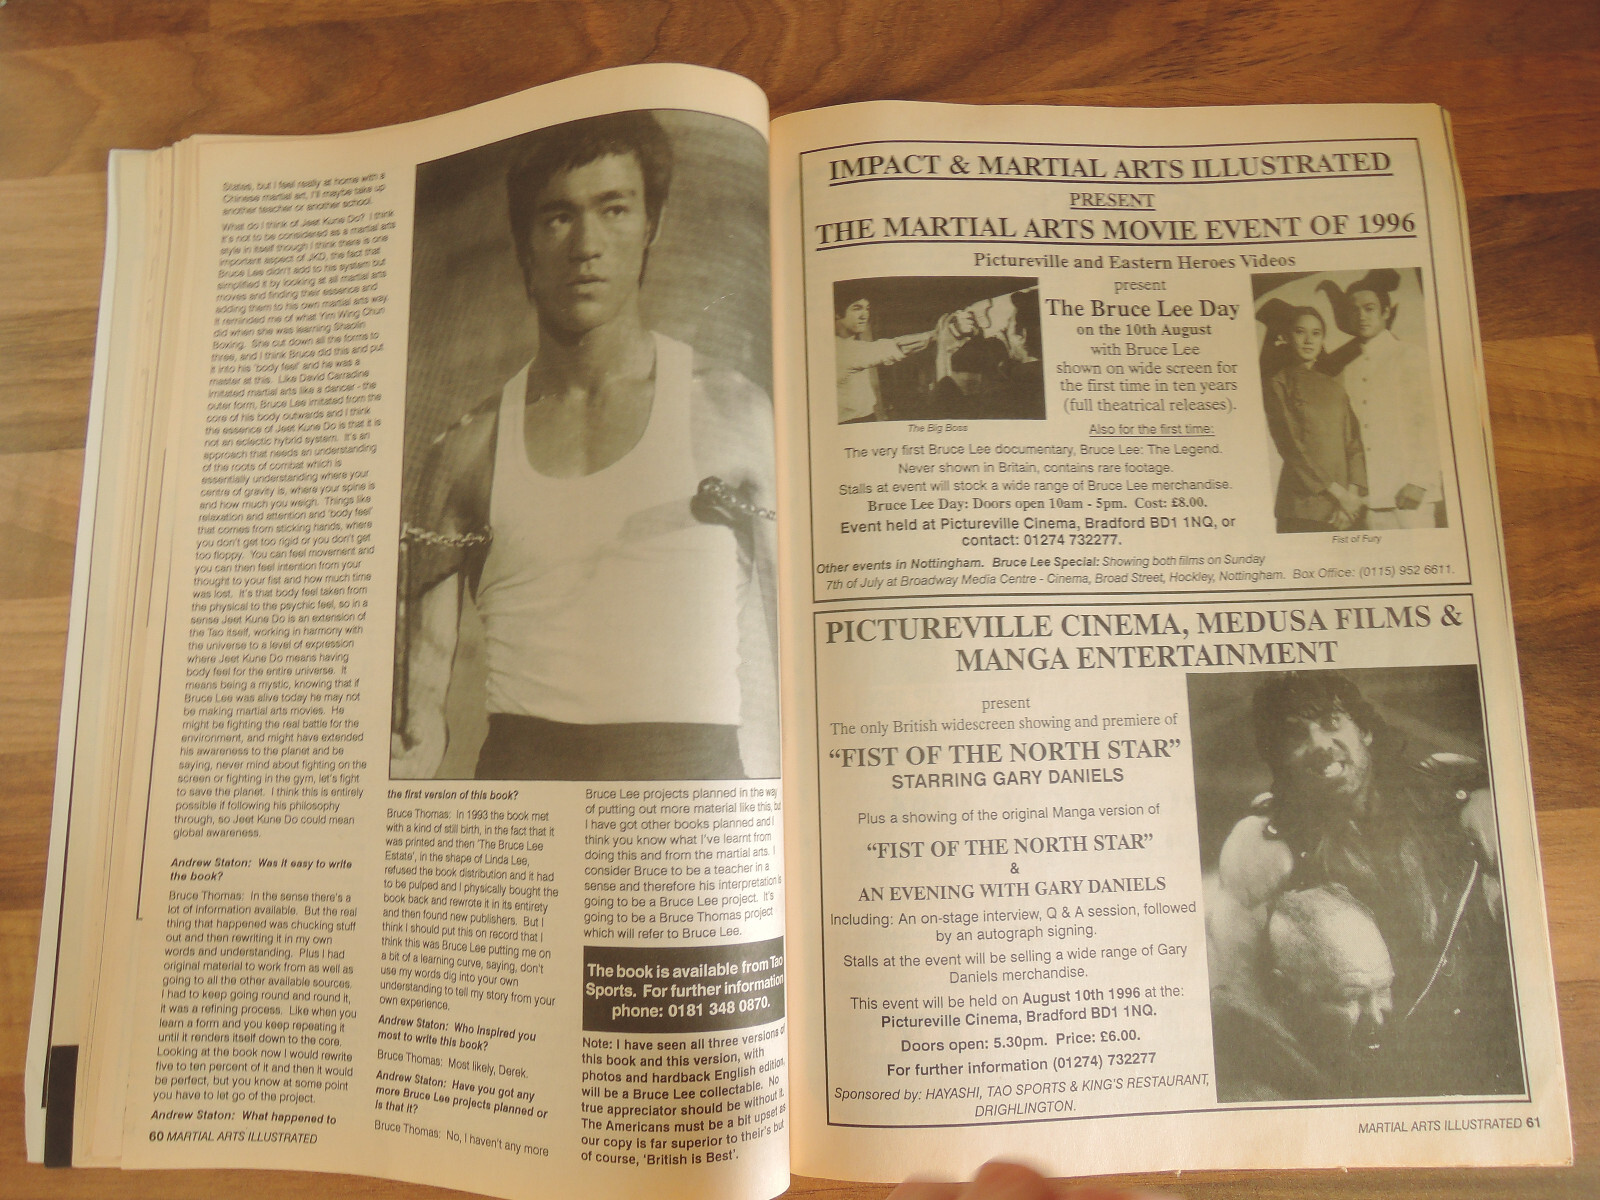 States, but I feel really at home with a
Chinese martial art, I'll maybe take up
another teacher or another school.
What do I think of Jeet Kune Do? I think
it's not to be considered as a martial arts
style in itself though I think there is one
important aspect of JKD, the fact that
Bruce Lee didn't add to his system but
simplified it by looking at all martial arts
moves and finding their essence and
adding them to his own martial arts way.
It reminded me of what Yim Wing Chun
did when she was learning Shaolin
Boxing. She cut down all the forms to
three, and I think Bruce did this and put
it into his 'body feel' and he was a
master at this. Like David Carradine
imitated martial arts like a dancer - the
outer form, Bruce Lee imitated from the
core of his body outwards and I think
the essence of Jeet Kune Do is that it is
not an eclectic hybrid system. It's an
approach that needs an understanding
of the roots of combat which is
essentially understanding where your
centre of gravity is, where your spine is
and how much you weigh. Things like
relaxation and attention and 'body feel'
that comes from sticking hands, where
you don't get too rigid or you don't get
too floppy. You can feel movement and
you can then feel intention from your
thought to your fist and how much time
was lost. It's that body feel taken from
the physical to the psychic feel, so in a
sense Jeet Kune Do is an extension of
the Tao itself, working in harmony with
the universe to a level of expression
where Jeet Kune Do means having
body feel for the entire universe. It
means being a mystic, knowing that if
Bruce Lee was alive today he may not
be making martial arts movies. He
might be fighting the real battle for the
environment, and might have extended
his awareness to the planet and be
saying, never mind about fighting on the
screen or fighting in the gym, let's fight
to save the planet. I think this is entirely
possible if following his philosophy
through, so Jeet Kune Do could mean
global awareness.
Andrew Staton: Was it easy to write
the book?
Bruce Thomas: In the sense there's a
lot of information available. But the real
thing that happened was chucking stuff
out and then rewriting it in my own
words and understanding. Plus I had
original material to work from as well as
going to all the other available sources.
I had to keep going round and round it,
it was a refining process. Like when you
learn a form and you keep repeating it
until it renders itself down to the core.
Looking at the book now I would rewrite
five to ten percent of it and then it would
be perfect, but you know at some point
you have to let go of the project.
Andrew Staton: What happened to
60 MARTIAL ARTS ILLUSTRATED
the first version of this book?
Bruce Thomas: In 1993 the book met
with a kind of still birth, in the fact that it
was printed and then 'The Bruce Lee
Estate', in the shape of Linda Lee,
refused the book distribution and it had
to be pulped and I physically bought the
book back and rewrote it in its entirety
and then found new publishers. But I
think I should put this on record that I
think this was Bruce Lee putting me on
a bit of a learning curve, saying, don't
use my words dig into your own
understanding to tell my story from your
own experience.
Andrew Staton: Who inspired you
most to write this book?
Bruce Thomas: Most likely, Derek.
Andrew Staton: Have you got any
more Bruce Lee projects planned or
is that it?
Bruce Thomas: No, I haven't any more
Bruce Lee projects planned in the way
of putting out more material like this, but
I have got other books planned and I
think you know what I've learnt from
doing this and from the martial arts. I
consider Bruce to be a teacher in a
sense and therefore his interpretation is
going to be a Bruce Lee project. It's
going to be a Bruce Thomas project
which will refer to Bruce Lee.
The book is available from Tao
Sports. For further information
phone: 0181 348 0870.
Note: I have seen all three versions of
this book and this version, with
photos and hardback English edition,
will be a Bruce Lee collectable. No
true appreciator should be without it.
The Americans must be a bit upset as
our copy is far superior to their's but
of course, 'British is Best'.
IMPACT & MARTIAL ARTS ILLUSTRATED
PRESENT
THE MARTIAL ARTS MOVIE EVENT OF 1996
Pictureville and Eastern Heroes Videos
present
The Bruce Lee Day
on the 10th August
with Bruce Lee
shown on wide screen for
the first time in ten years
(full theatrical releases).
The Big Boss
Also for the first time:
The very first Bruce Lee documentary, Bruce Lee: The Legend.
Never shown in Britain, contains rare footage.
Stalls at event will stock a wide range of Bruce Lee merchandise.
Bruce Lee Day: Doors open 10am - 5pm. Cost: £8.00.
Event held at Pictureville Cinema, Bradford BD1 1NQ, or
contact: 01274 732277.
Fist of Fury
Other events in Nottingham. Bruce Lee Special: Showing both films on Sunday
7th of July at Broadway Media Centre - Cinema, Broad Street, Hockley, Nottingham. Box Office: (0115) 952 6611.
PICTUREVILLE CINEMA, MEDUSA FILMS &
MANGA ENTERTAINMENT
present
The only British widescreen showing and premiere of
"FIST OF THE NORTH STAR"
STARRING GARY DANIELS
Plus a showing of the original Manga version of
"FIST OF THE NORTH STAR"
&
AN EVENING WITH GARY DANIELS
Including: An on-stage interview, Q & A session, followed
by an autograph signing.
Stalls at the event will be selling a wide range of Gary
Daniels merchandise.
This event will be held on August 10th 1996 at the:
Pictureville Cinema, Bradford BD1 1NQ.
Doors open: 5.30pm. Price: £6.00.
For further information (01274) 732277
Sponsored by: HAYASHI, TAO SPORTS & KING'S RESTAURANT,
DRIGHLINGTON.
MARTIAL ARTS ILLUSTRATED 61